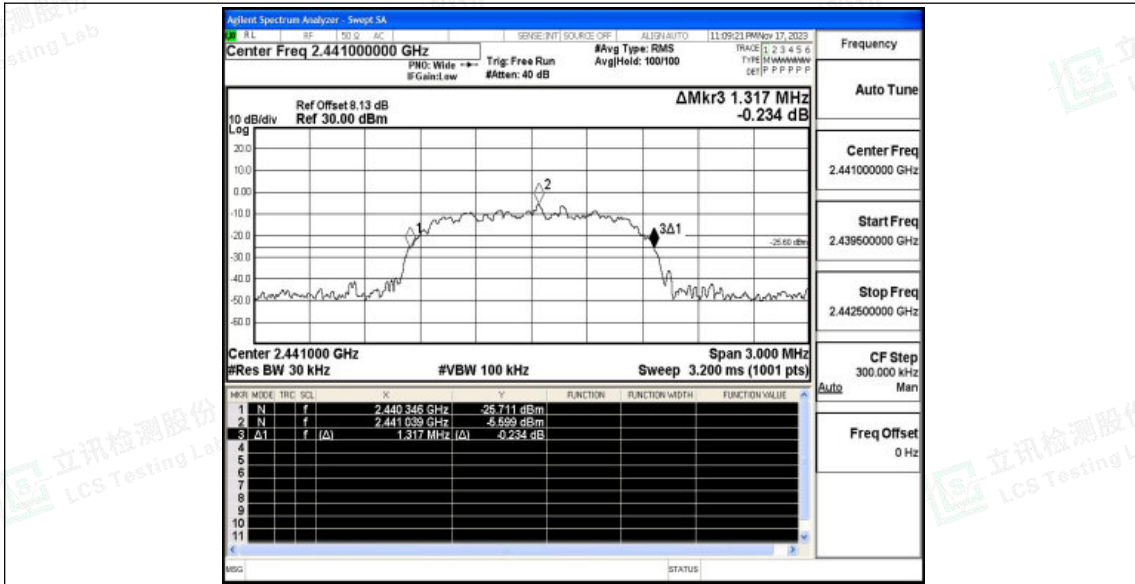 Agilent Spectrum Analyzer - Swept SA
RL RF 50 Ω AC SENSE:INT SOURCE OFF ALIGNAUTO 11:09:21 PMNov 17, 2023
Center Freq 2.441000000 GHz #Avg Type: RMS TRACE 1 2 3 4 5 6
PNO: Wide Trig: Free Run Avg|Hold: 100/100 TYPE M WWWWW
IFGain:Low #Atten: 40 dB DET P P P P P P
Frequency
Auto Tune
Center Freq
2.441000000 GHz
Start Freq
2.439500000 GHz
Stop Freq
2.442500000 GHz
CF Step
300.000 kHz
Auto Man
Freq Offset
0 Hz
ΔMkr3 1.317 MHz
-0.234 dB
Ref Offset 8.13 dB
10 dB/div Ref 30.00 dBm
Log
20.0
10.0
0.00
-10.0
-20.0
-30.0
-40.0
-50.0
-60.0
1
2
3Δ1
-25.60 dBm
Center 2.441000 GHz Span 3.000 MHz
#Res BW 30 kHz #VBW 100 kHz Sweep 3.200 ms (1001 pts)
MKR MODE TRC SCL X Y FUNCTION FUNCTION WIDTH FUNCTION VALUE
1 N f 2.440 346 GHz -25.711 dBm
2 N f 2.441 039 GHz -5.599 dBm
3 Δ1 f (Δ) 1.317 MHz (Δ) -0.234 dB
4
5
6
7
8
9
10
11
MSG STATUS
立讯检测股份
LCS Testing Lab
立讯检测股份
LCS Testing L